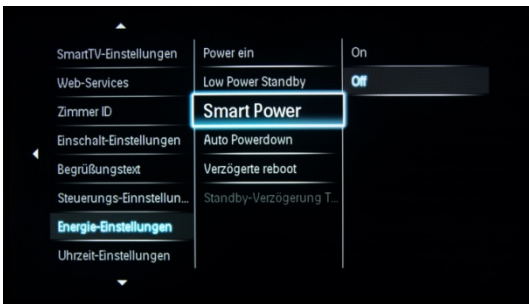 SmartTV-Einstellungen
Web-Services
Zimmer ID
Einschalt-Einstellungen
Begrüßungstext
Steuerungs-Einnstellun...
Energie-Einstellungen
Uhrzeit-Einstellungen
Power ein
Low Power Standby
Smart Power
Auto Powerdown
Verzögerte reboot
Standby-Verzögerung T...
On
Off